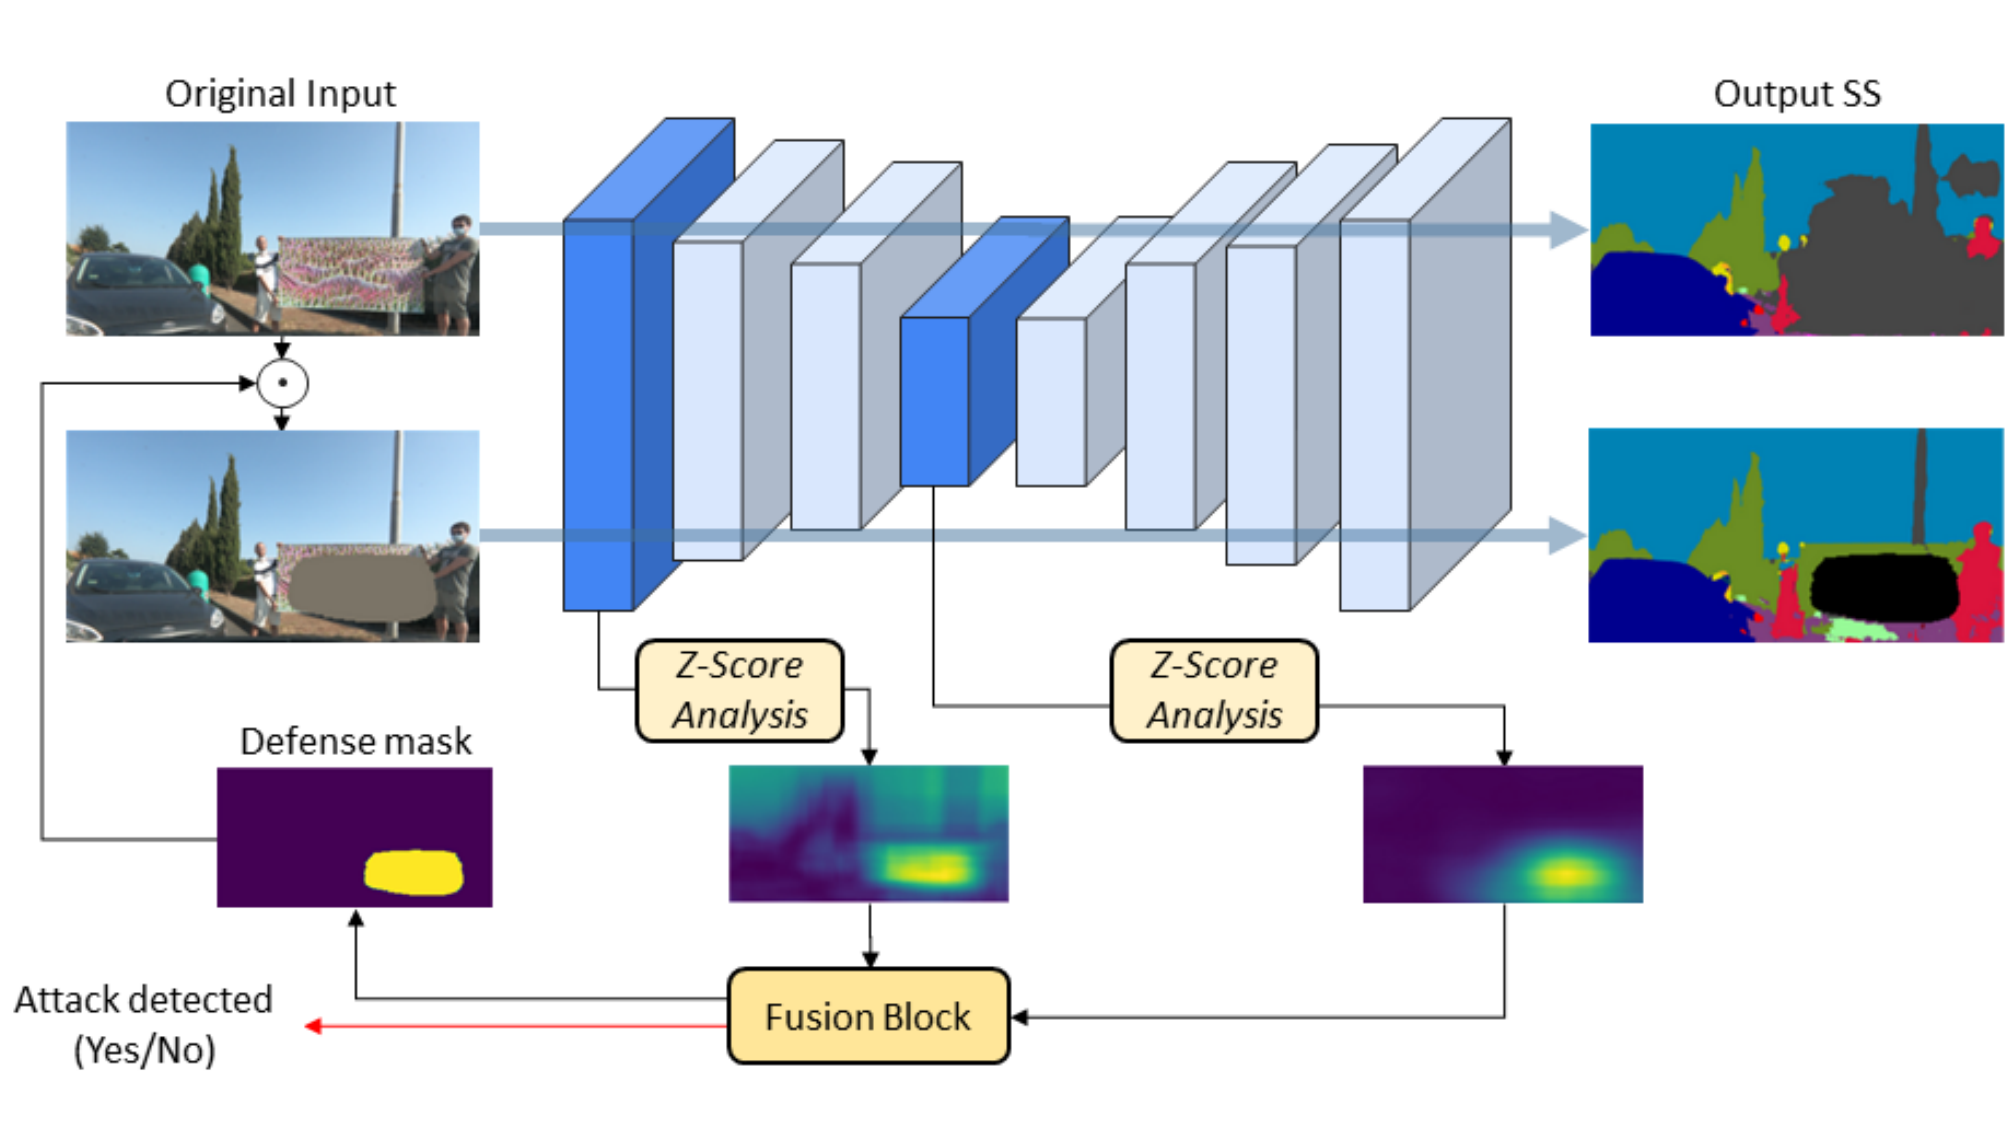 Original Input
Output SS
Z-Score
Analysis
Z-Score
Analysis
Defense mask
Attack detected
(Yes/No)
Fusion Block